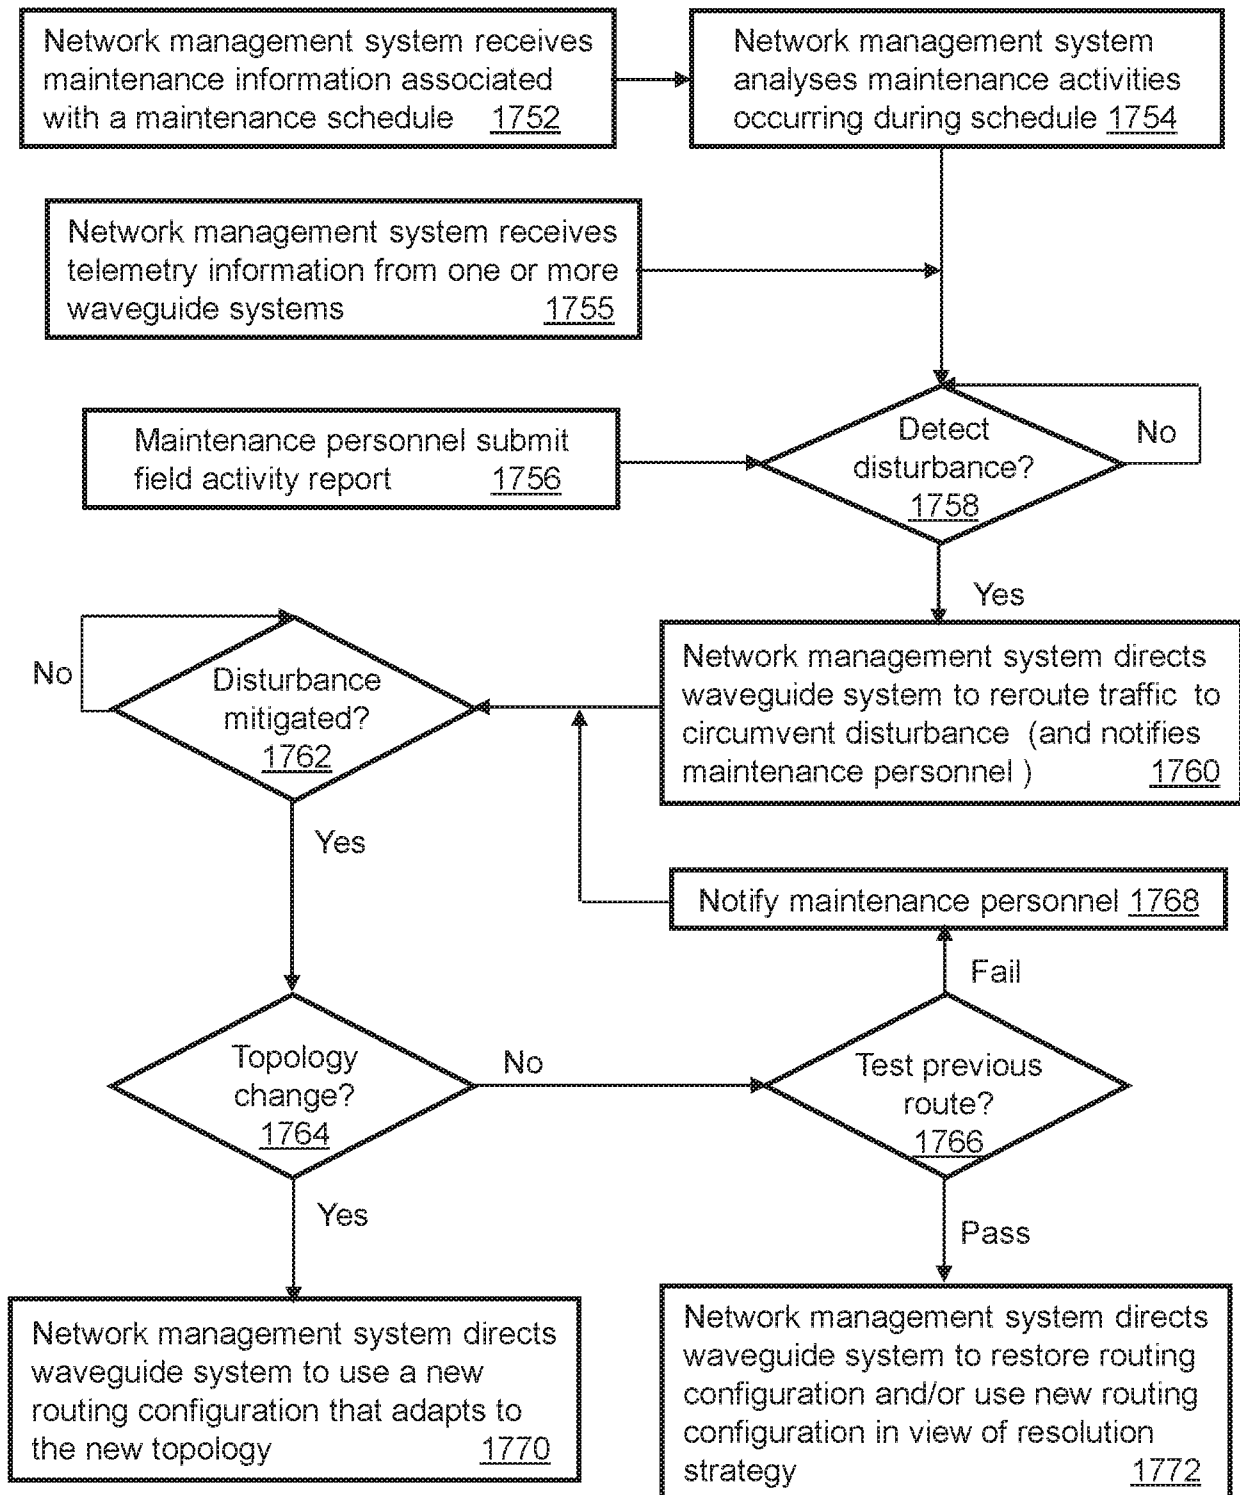 Network management system receives
maintenance information associated
with a maintenance schedule 1752
Network management system
analyses maintenance activities
occurring during schedule 1754
Network management system receives
telemetry information from one or more
waveguide systems 1755
Maintenance personnel submit
field activity report 1756
Detect
disturbance?
1758
No
Yes
Network management system directs
waveguide system to reroute traffic to
circumvent disturbance (and notifies
maintenance personnel ) 1760
Disturbance
mitigated?
1762
No
Yes
Notify maintenance personnel 1768
Fail
Topology
change?
1764
No
Test previous
route?
1766
Yes
Pass
Network management system directs
waveguide system to use a new
routing configuration that adapts to
the new topology 1770
Network management system directs
waveguide system to restore routing
configuration and/or use new routing
configuration in view of resolution
strategy 1772